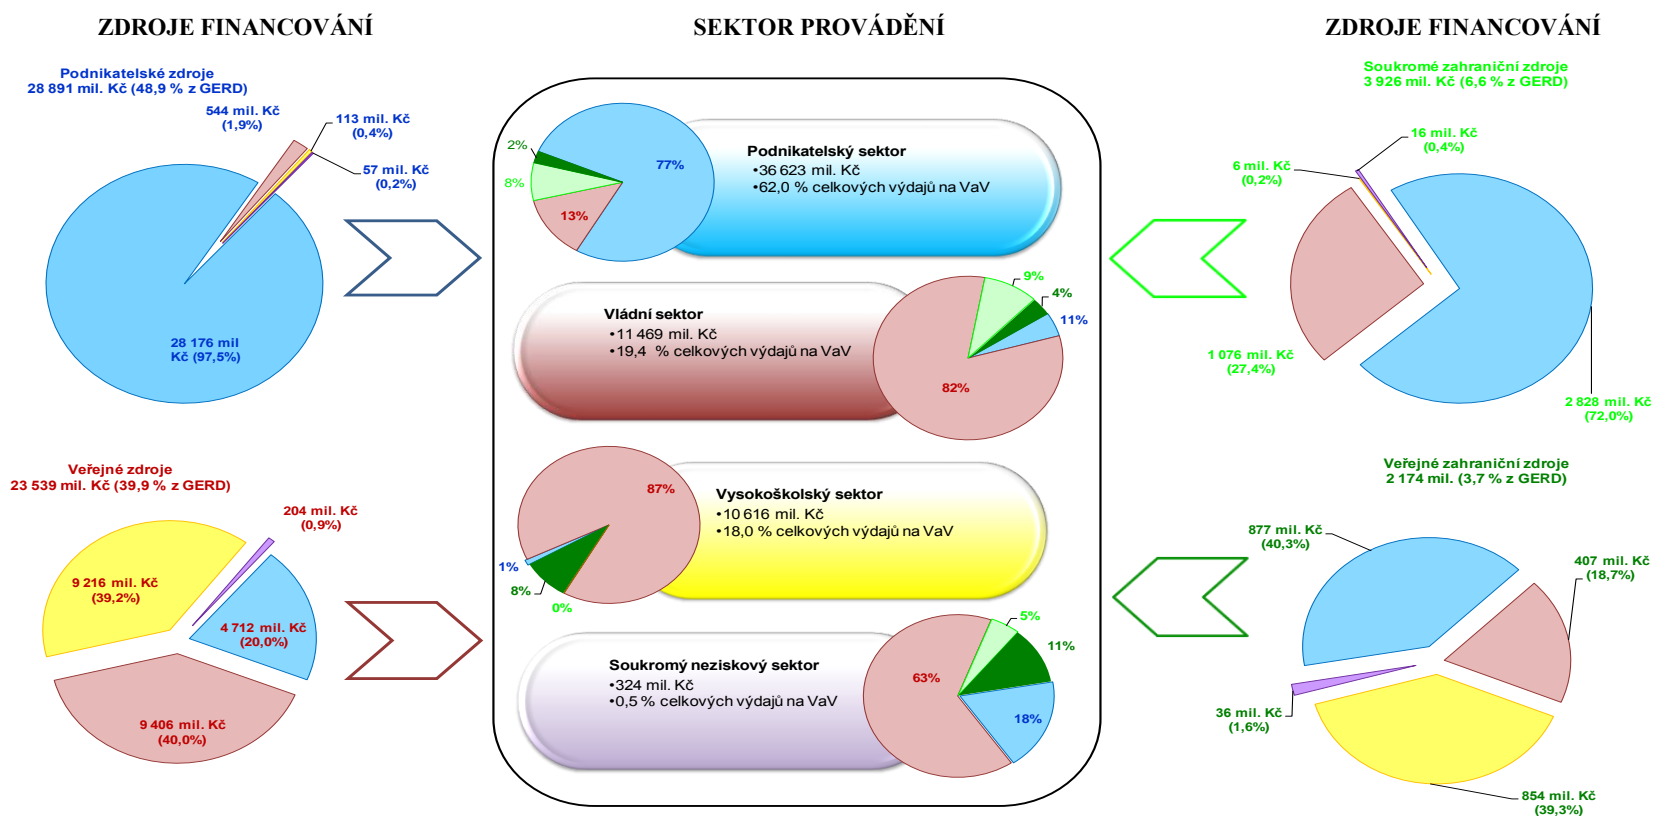 ZDROJE FINANCOVÁNÍ
SEKTOR PROVÁDĚNÍ
ZDROJE FINANCOVÁNÍ
Podnikatelské zdroje
28 891 mil. Kč (48,9 % z GERD)
544 mil. Kč
(1,9%)
113 mil. Kč
(0,4%)
57 mil. Kč
(0,2%)
28 176 mil
Kč (97,5%)
Veřejné zdroje
23 539 mil. Kč (39,9 % z GERD)
204 mil. Kč
(0,9%)
9 216 mil. Kč
(39,2%)
4 712 mil. Kč
(20,0%)
9 406 mil. Kč
(40,0%)
2%
8%
13%
77%
Podnikatelský sektor
•36 623 mil. Kč
•62,0 % celkových výdajů na VaV
Vládní sektor
•11 469 mil. Kč
•19,4 % celkových výdajů na VaV
9%
4%
11%
82%
87%
1%
8%
0%
Vysokoškolský sektor
•10 616 mil. Kč
•18,0 % celkových výdajů na VaV
Soukromý neziskový sektor
•324 mil. Kč
•0,5 % celkových výdajů na VaV
5%
11%
63%
18%
Soukromé zahraniční zdroje
3 926 mil. Kč (6,6 % z GERD)
16 mil. Kč
(0,4%)
6 mil. Kč
(0,2%)
1 076 mil. Kč
(27,4%)
2 828 mil. Kč
(72,0%)
Veřejné zahraniční zdroje
2 174 mil. (3,7 % z GERD)
877 mil. Kč
(40,3%)
407 mil. Kč
(18,7%)
36 mil. Kč
(1,6%)
854 mil. Kč
(39,3%)